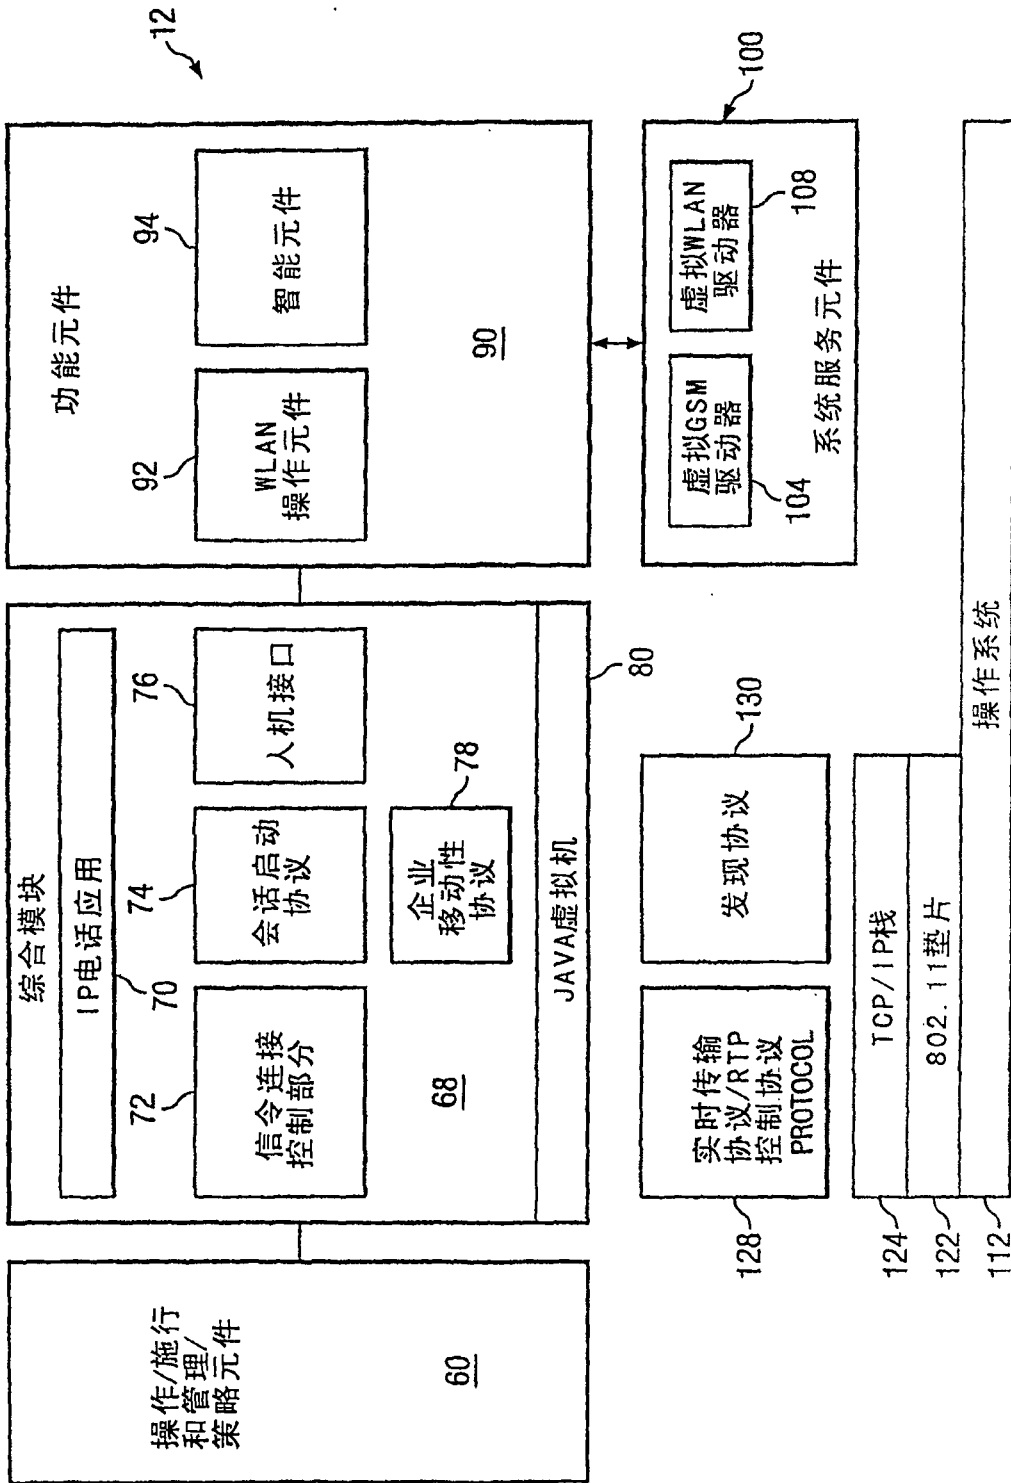 12
操作/施行
和管理/
策略元件
60
综合模块
IP电话应用
70
72
信令连接
控制部分
74
会话启动
协议
76
人机接口
68
企业
移动性
协议
78
JAVA虚拟机
80
功能元件
92
WLAN
操作元件
94
智能元件
90
100
虚拟GSM
驱动器
104
虚拟WLAN
驱动器
108
系统服务元件
实时传输
协议/RTP
控制协议
PROTOCOL
128
发现协议
130
TCP/IP栈
124
802.11垫片
122
操作系统
112